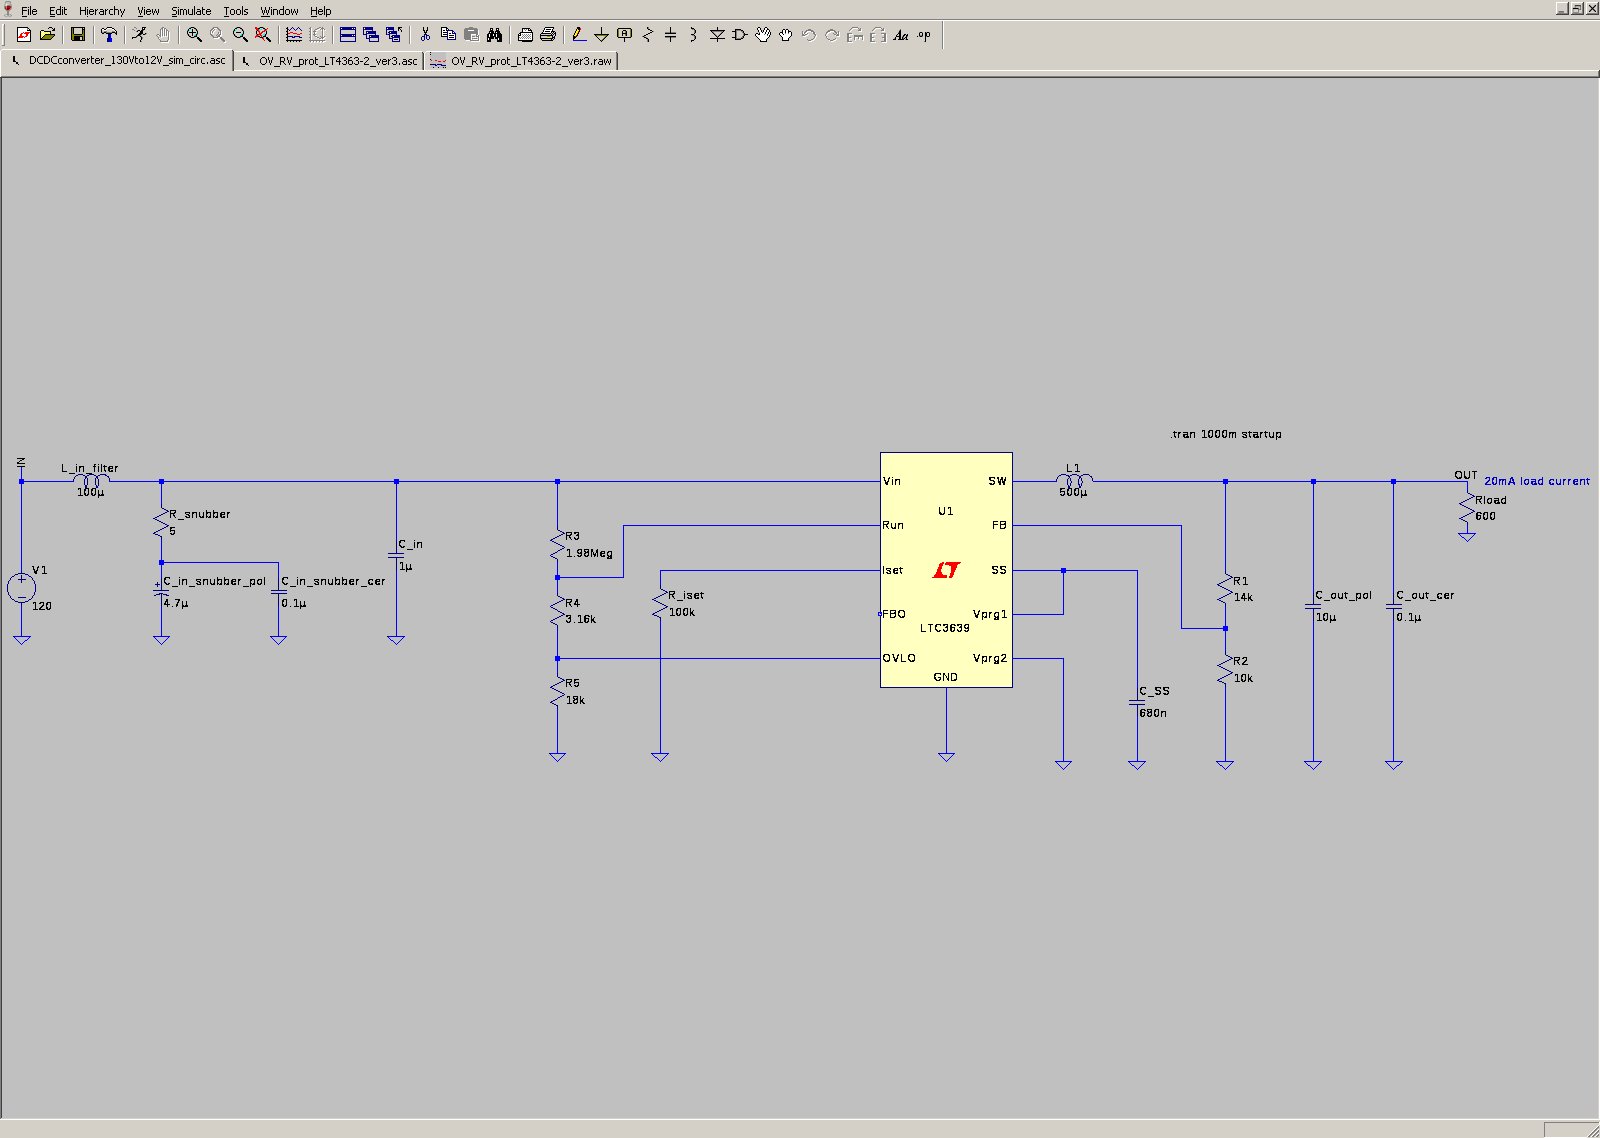 File Edit Hierarchy View Simulate Tools Window Help
DCDCconverter_130Vto12V_sim_circ.asc OV_RV_prot_LT4363-2_ver3.asc OV_RV_prot_LT4363-2_ver3.raw
.tran 1000m startup
IN
L_in_filter
100µ
R_snubber
5
C_in_snubber_pol
4.7µ
C_in_snubber_cer
0.1µ
V1
120
C_in
1µ
R3
1.98Meg
R4
3.16k
R5
18k
R_iset
100k
Vin
Run
Iset
FBO
OVLO
U1
LTC3639
GND
SW
FB
SS
Vprg1
Vprg2
L1
500µ
C_SS
680n
R1
14k
R2
10k
C_out_pol
10µ
C_out_cer
0.1µ
OUT
20mA load current
Rload
600